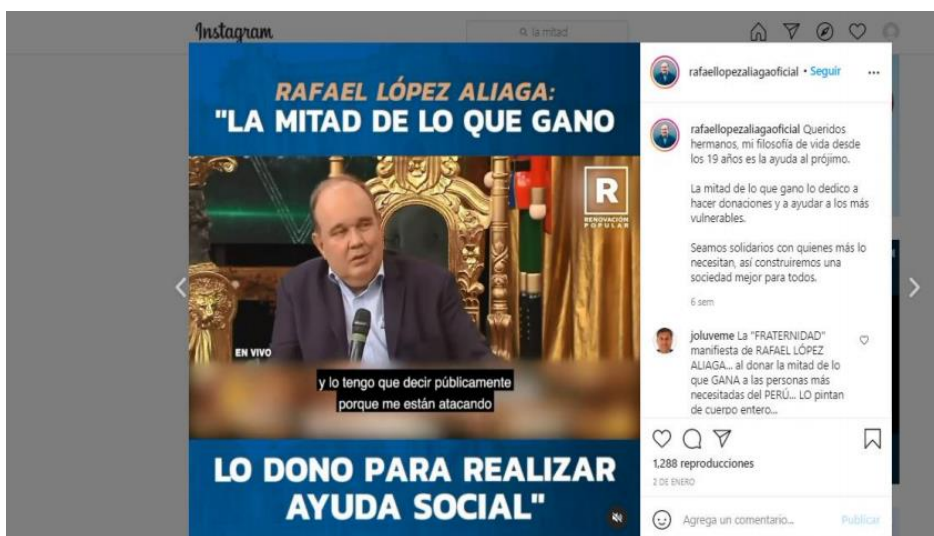 Instagram
la mitad
RAFAEL LÓPEZ ALIAGA:
"LA MITAD DE LO QUE GANO
R
RENOVACIÓN
POPULAR
EN VIVO
y lo tengo que decir públicamente
porque me están atacando
LO DONO PARA REALIZAR
AYUDA SOCIAL"
rafaellopezaliagaoficial • Seguir
rafaellopezaliagaoficial Queridos
hermanos, mi filosofía de vida desde
los 19 años es la ayuda al prójimo.
La mitad de lo que gano lo dedico a
hacer donaciones y a ayudar a los más
vulnerables.
Seamos solidarios con quienes más lo
necesitan, así construiremos una
sociedad mejor para todos.
6 sem
joluveme La "FRATERNIDAD"
manifiesta de RAFAEL LÓPEZ
ALIAGA... al donar la mitad de lo
que GANA a las personas más
necesitadas del PERÚ... LO pintan
de cuerpo entero...
1,288 reproducciones
2 DE ENERO
Agrega un comentario...
Publicar